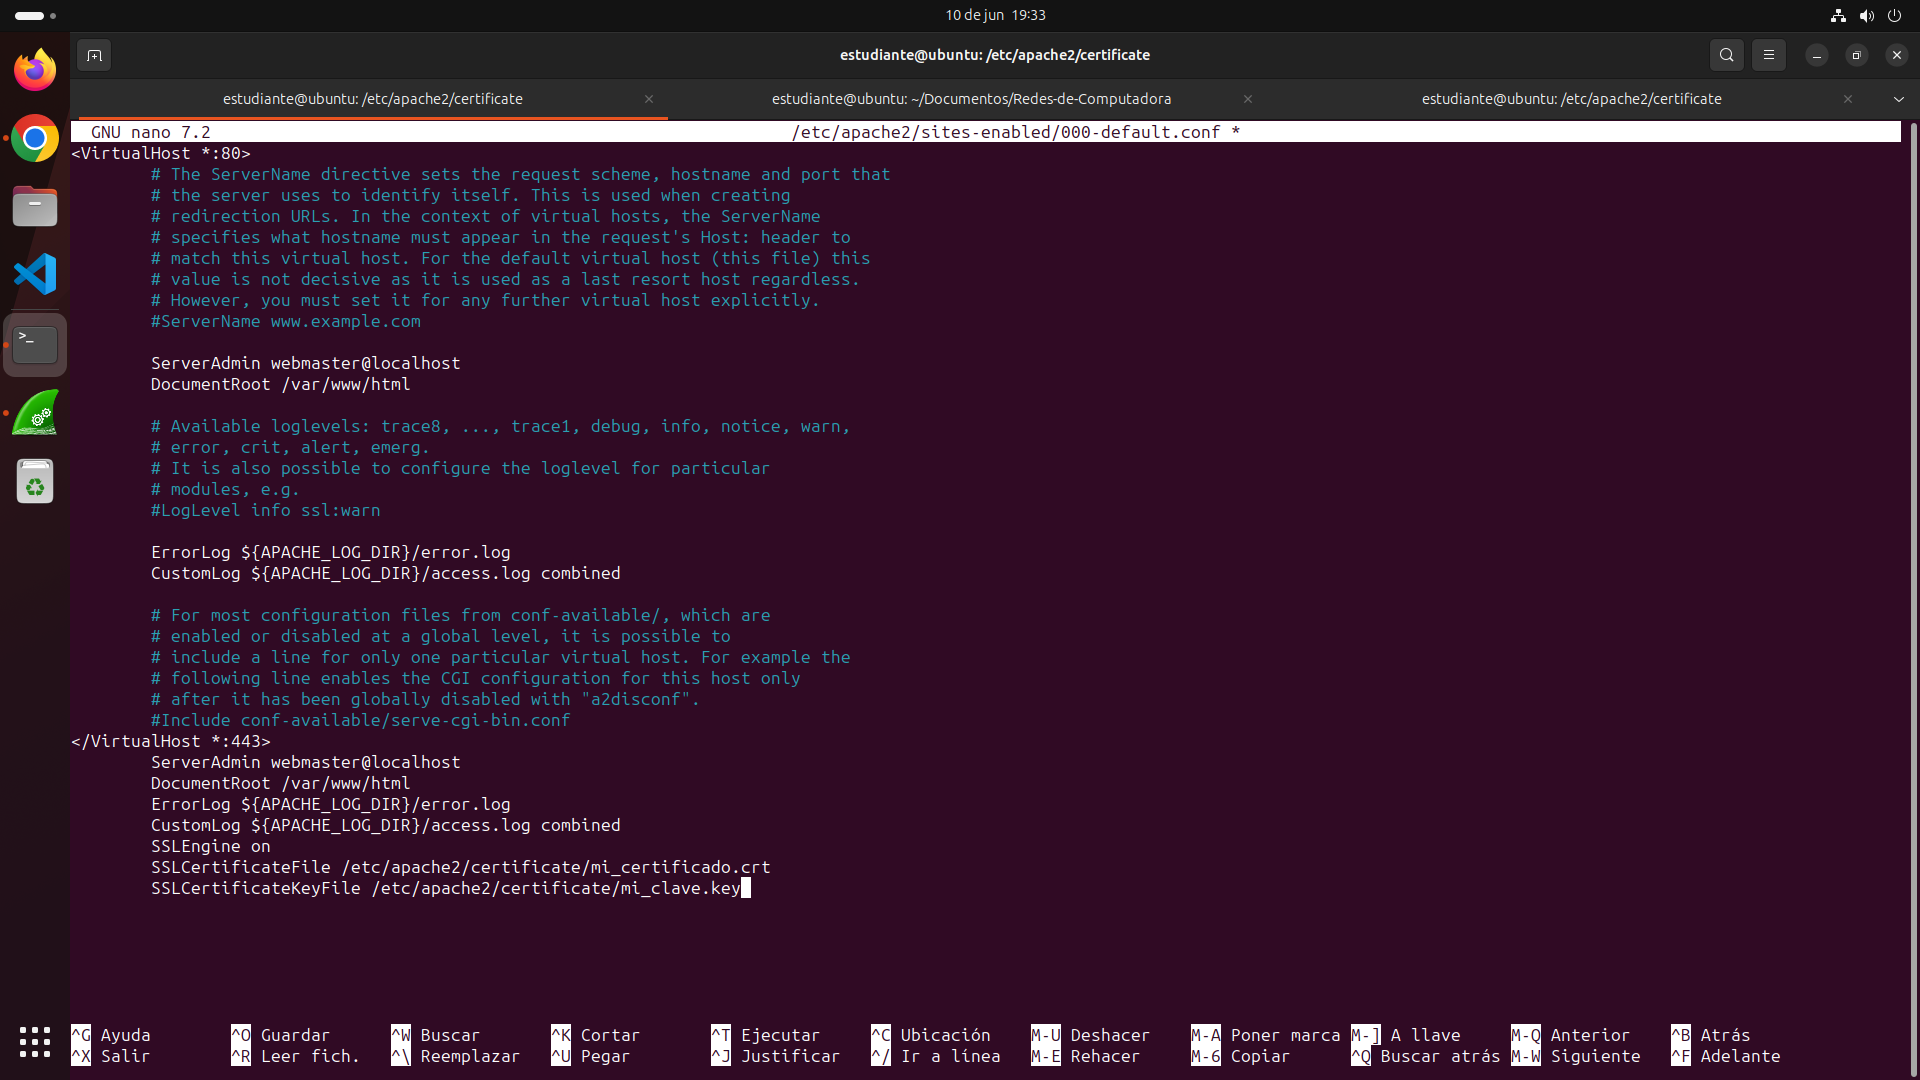 10 de jun 19:33
estudiante@ubuntu: /etc/apache2/certificate
estudiante@ubuntu: /etc/apache2/certificate
estudiante@ubuntu: ~/Documentos/Redes-de-Computadora
estudiante@ubuntu: /etc/apache2/certificate
GNU nano 7.2 /etc/apache2/sites-enabled/000-default.conf *
<VirtualHost *:80>
# The ServerName directive sets the request scheme, hostname and port that
# the server uses to identify itself. This is used when creating
# redirection URLs. In the context of virtual hosts, the ServerName
# specifies what hostname must appear in the request's Host: header to
# match this virtual host. For the default virtual host (this file) this
# value is not decisive as it is used as a last resort host regardless.
# However, you must set it for any further virtual host explicitly.
#ServerName www.example.com
ServerAdmin webmaster@localhost
DocumentRoot /var/www/html
# Available loglevels: trace8, ..., trace1, debug, info, notice, warn,
# error, crit, alert, emerg.
# It is also possible to configure the loglevel for particular
# modules, e.g.
#LogLevel info ssl:warn
ErrorLog ${APACHE_LOG_DIR}/error.log
CustomLog ${APACHE_LOG_DIR}/access.log combined
# For most configuration files from conf-available/, which are
# enabled or disabled at a global level, it is possible to
# include a line for only one particular virtual host. For example the
# following line enables the CGI configuration for this host only
# after it has been globally disabled with "a2disconf".
#Include conf-available/serve-cgi-bin.conf
</VirtualHost *:443>
ServerAdmin webmaster@localhost
DocumentRoot /var/www/html
ErrorLog ${APACHE_LOG_DIR}/error.log
CustomLog ${APACHE_LOG_DIR}/access.log combined
SSLEngine on
SSLCertificateFile /etc/apache2/certificate/mi_certificado.crt
SSLCertificateKeyFile /etc/apache2/certificate/mi_clave.key
^G Ayuda ^O Guardar ^W Buscar ^K Cortar ^T Ejecutar ^C Ubicación M-U Deshacer M-A Poner marca M-] A llave M-Q Anterior ^B Atrás
^X Salir ^R Leer fich. ^\ Reemplazar ^U Pegar ^J Justificar ^/ Ir a línea M-E Rehacer M-6 Copiar ^Q Buscar atrás M-W Siguiente ^F Adelante